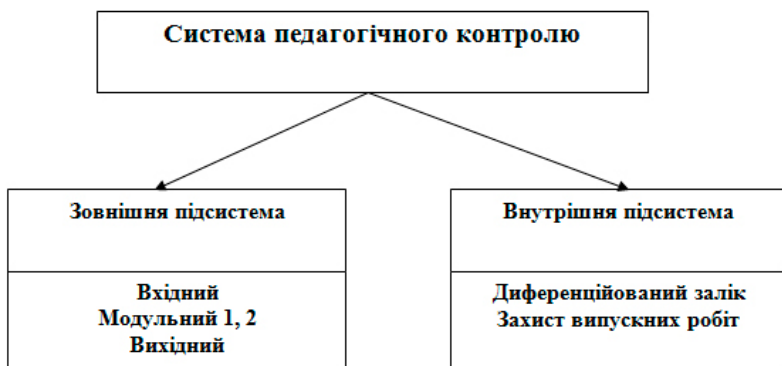 Система педагогічного контролю
Зовнішня підсистема
Вхідний
Модульний 1, 2
Вихідний
Внутрішня підсистема
Диференційований залік
Захист випускних робіт